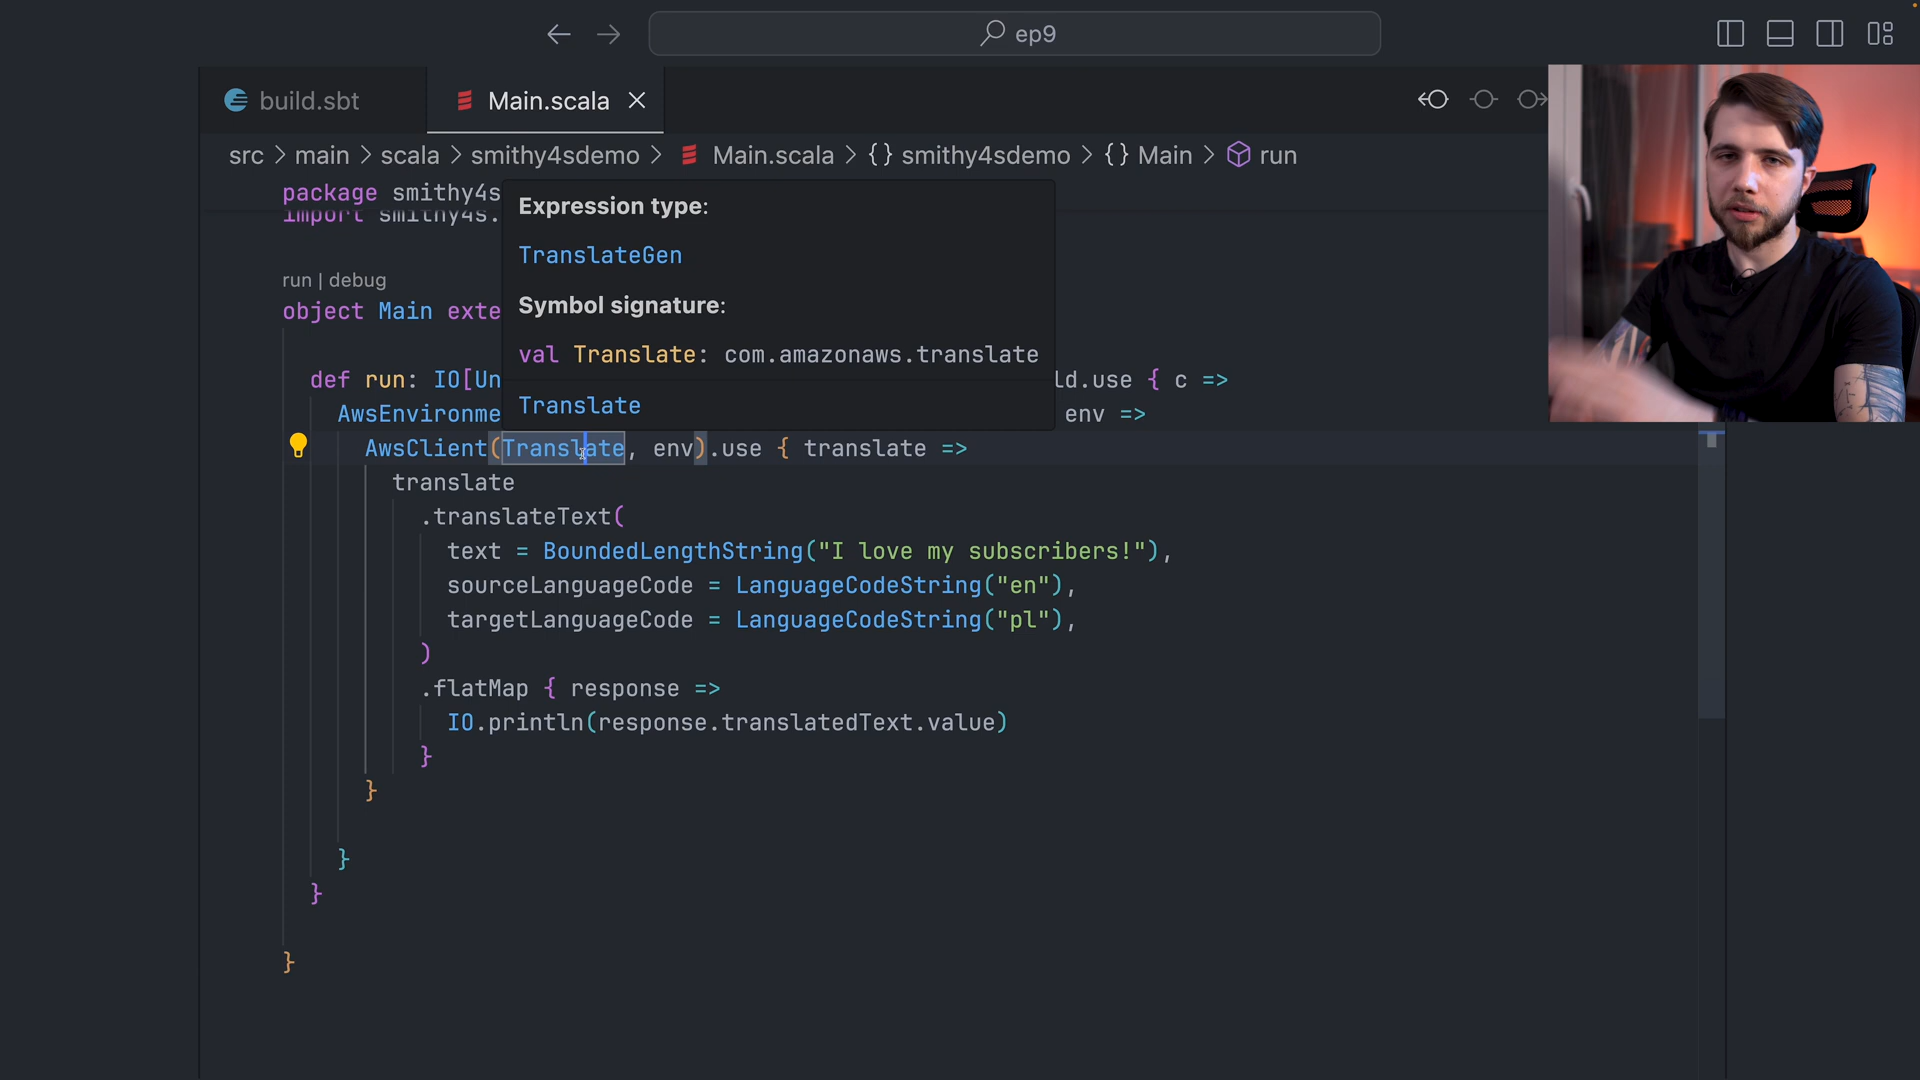 ep9
build.sbt
Main.scala
src > main > scala > smithy4sdemo > Main.scala > {} smithy4sdemo > {} Main > run
package smithy4s
import smithy4s.
Expression type:
TranslateGen
Symbol signature:
val Translate: com.amazonaws.translate
Translate
run | debug
object Main exte
def run: IO[Un ld.use { c =>
AwsEnvironme env =>
AwsClient(Translate, env).use { translate =>
translate
.translateText(
text = BoundedLengthString("I love my subscribers!"),
sourceLanguageCode = LanguageCodeString("en"),
targetLanguageCode = LanguageCodeString("pl"),
)
.flatMap { response =>
IO.println(response.translatedText.value)
}
}
}
}
}